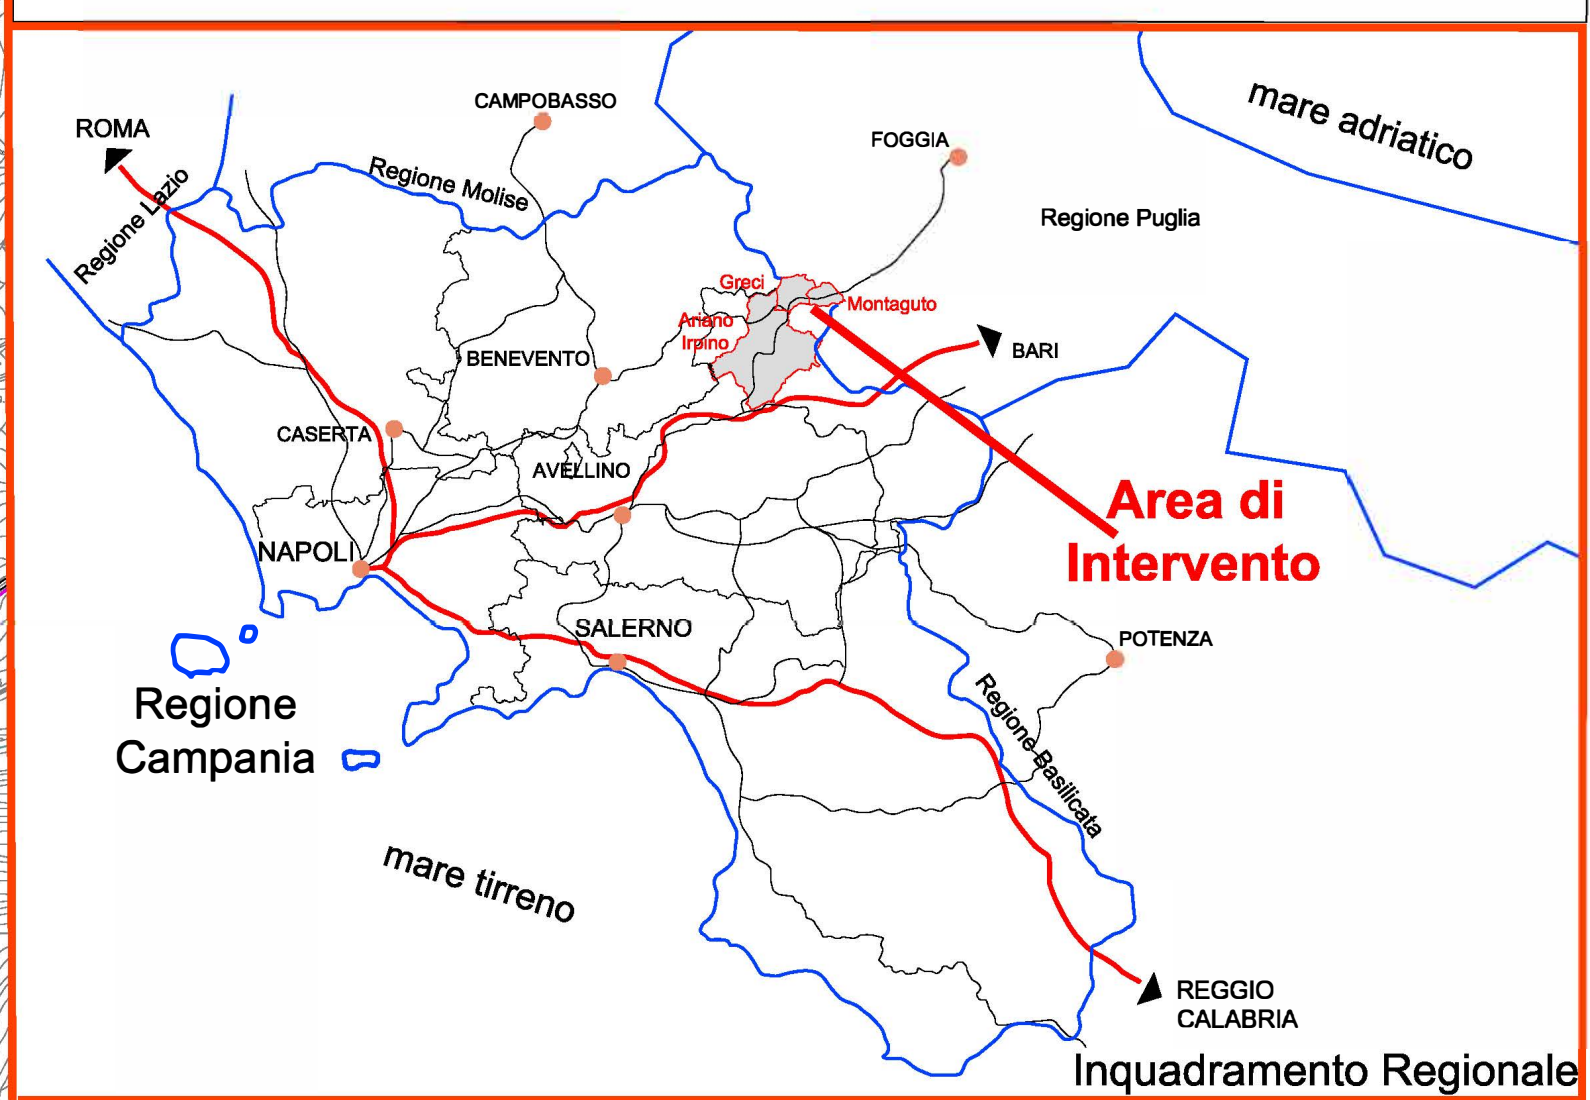 CAMPOBASSO
ROMA
FOGGIA
mare adriatico
Regione Molise
Regione Lazio
Regione Puglia
Greci
Montaguto
Ariano
Irpino
BENEVENTO
BARI
CASERTA
AVELLINO
Area di
Intervento
NAPOLI
SALERNO
POTENZA
Regione
Campania
Regione Basilicata
mare tirreno
REGGIO
CALABRIA
Inquadramento Regionale